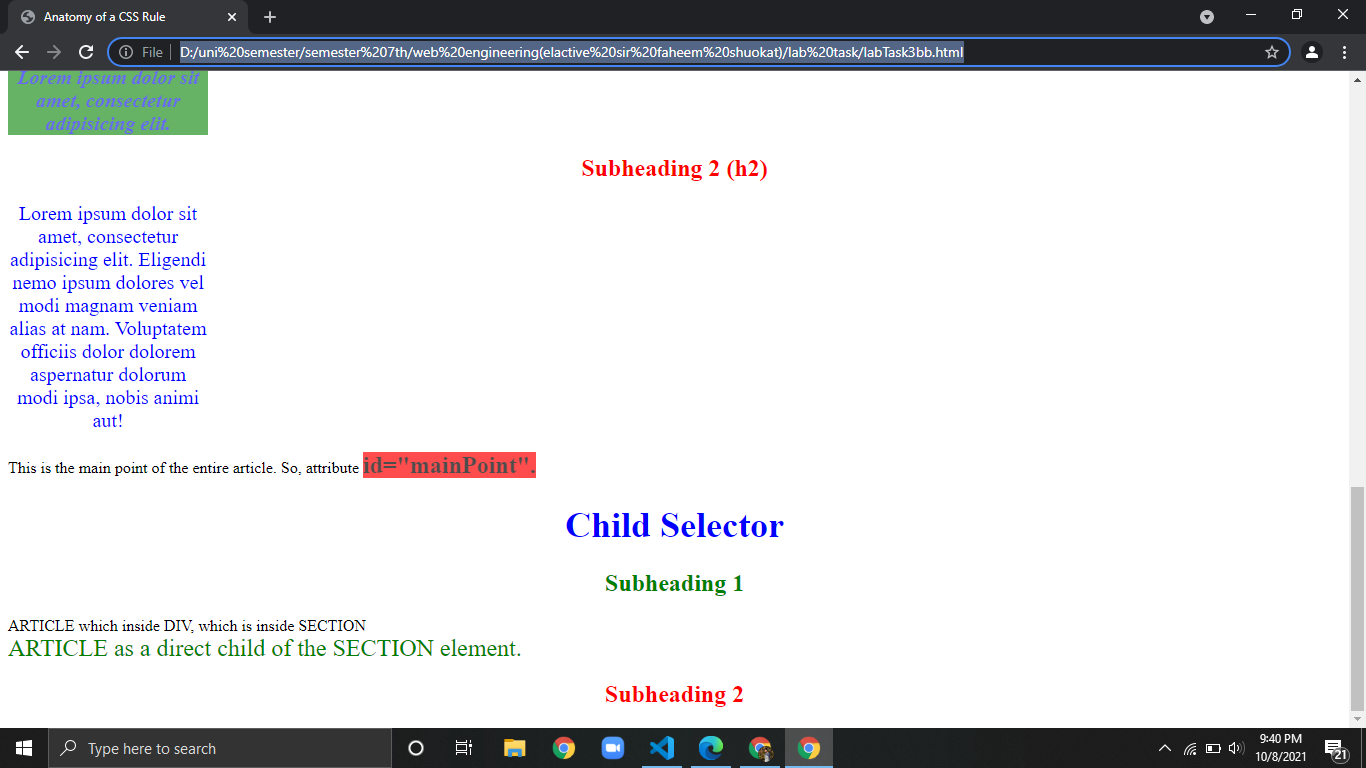 Anatomy of a CSS Rule
File
D:/uni%20semester/semester%207th/web%20engineering(elactive%20sir%20faheem%20shuokat)/lab%20task/labTask3bb.html
Lorem ipsum dolor sit
amet, consectetur
adipisicing elit.
Subheading 2 (h2)
Lorem ipsum dolor sit
amet, consectetur
adipisicing elit. Eligendi
nemo ipsum dolores vel
modi magnam veniam
alias at nam. Voluptatem
officiis dolor dolorem
aspernatur dolorum
modi ipsa, nobis animi
aut!
This is the main point of the entire article. So, attribute id="mainPoint".
Child Selector
Subheading 1
ARTICLE which inside DIV, which is inside SECTION
ARTICLE as a direct child of the SECTION element.
Subheading 2
Type here to search
9:40 PM
10/8/2021
21